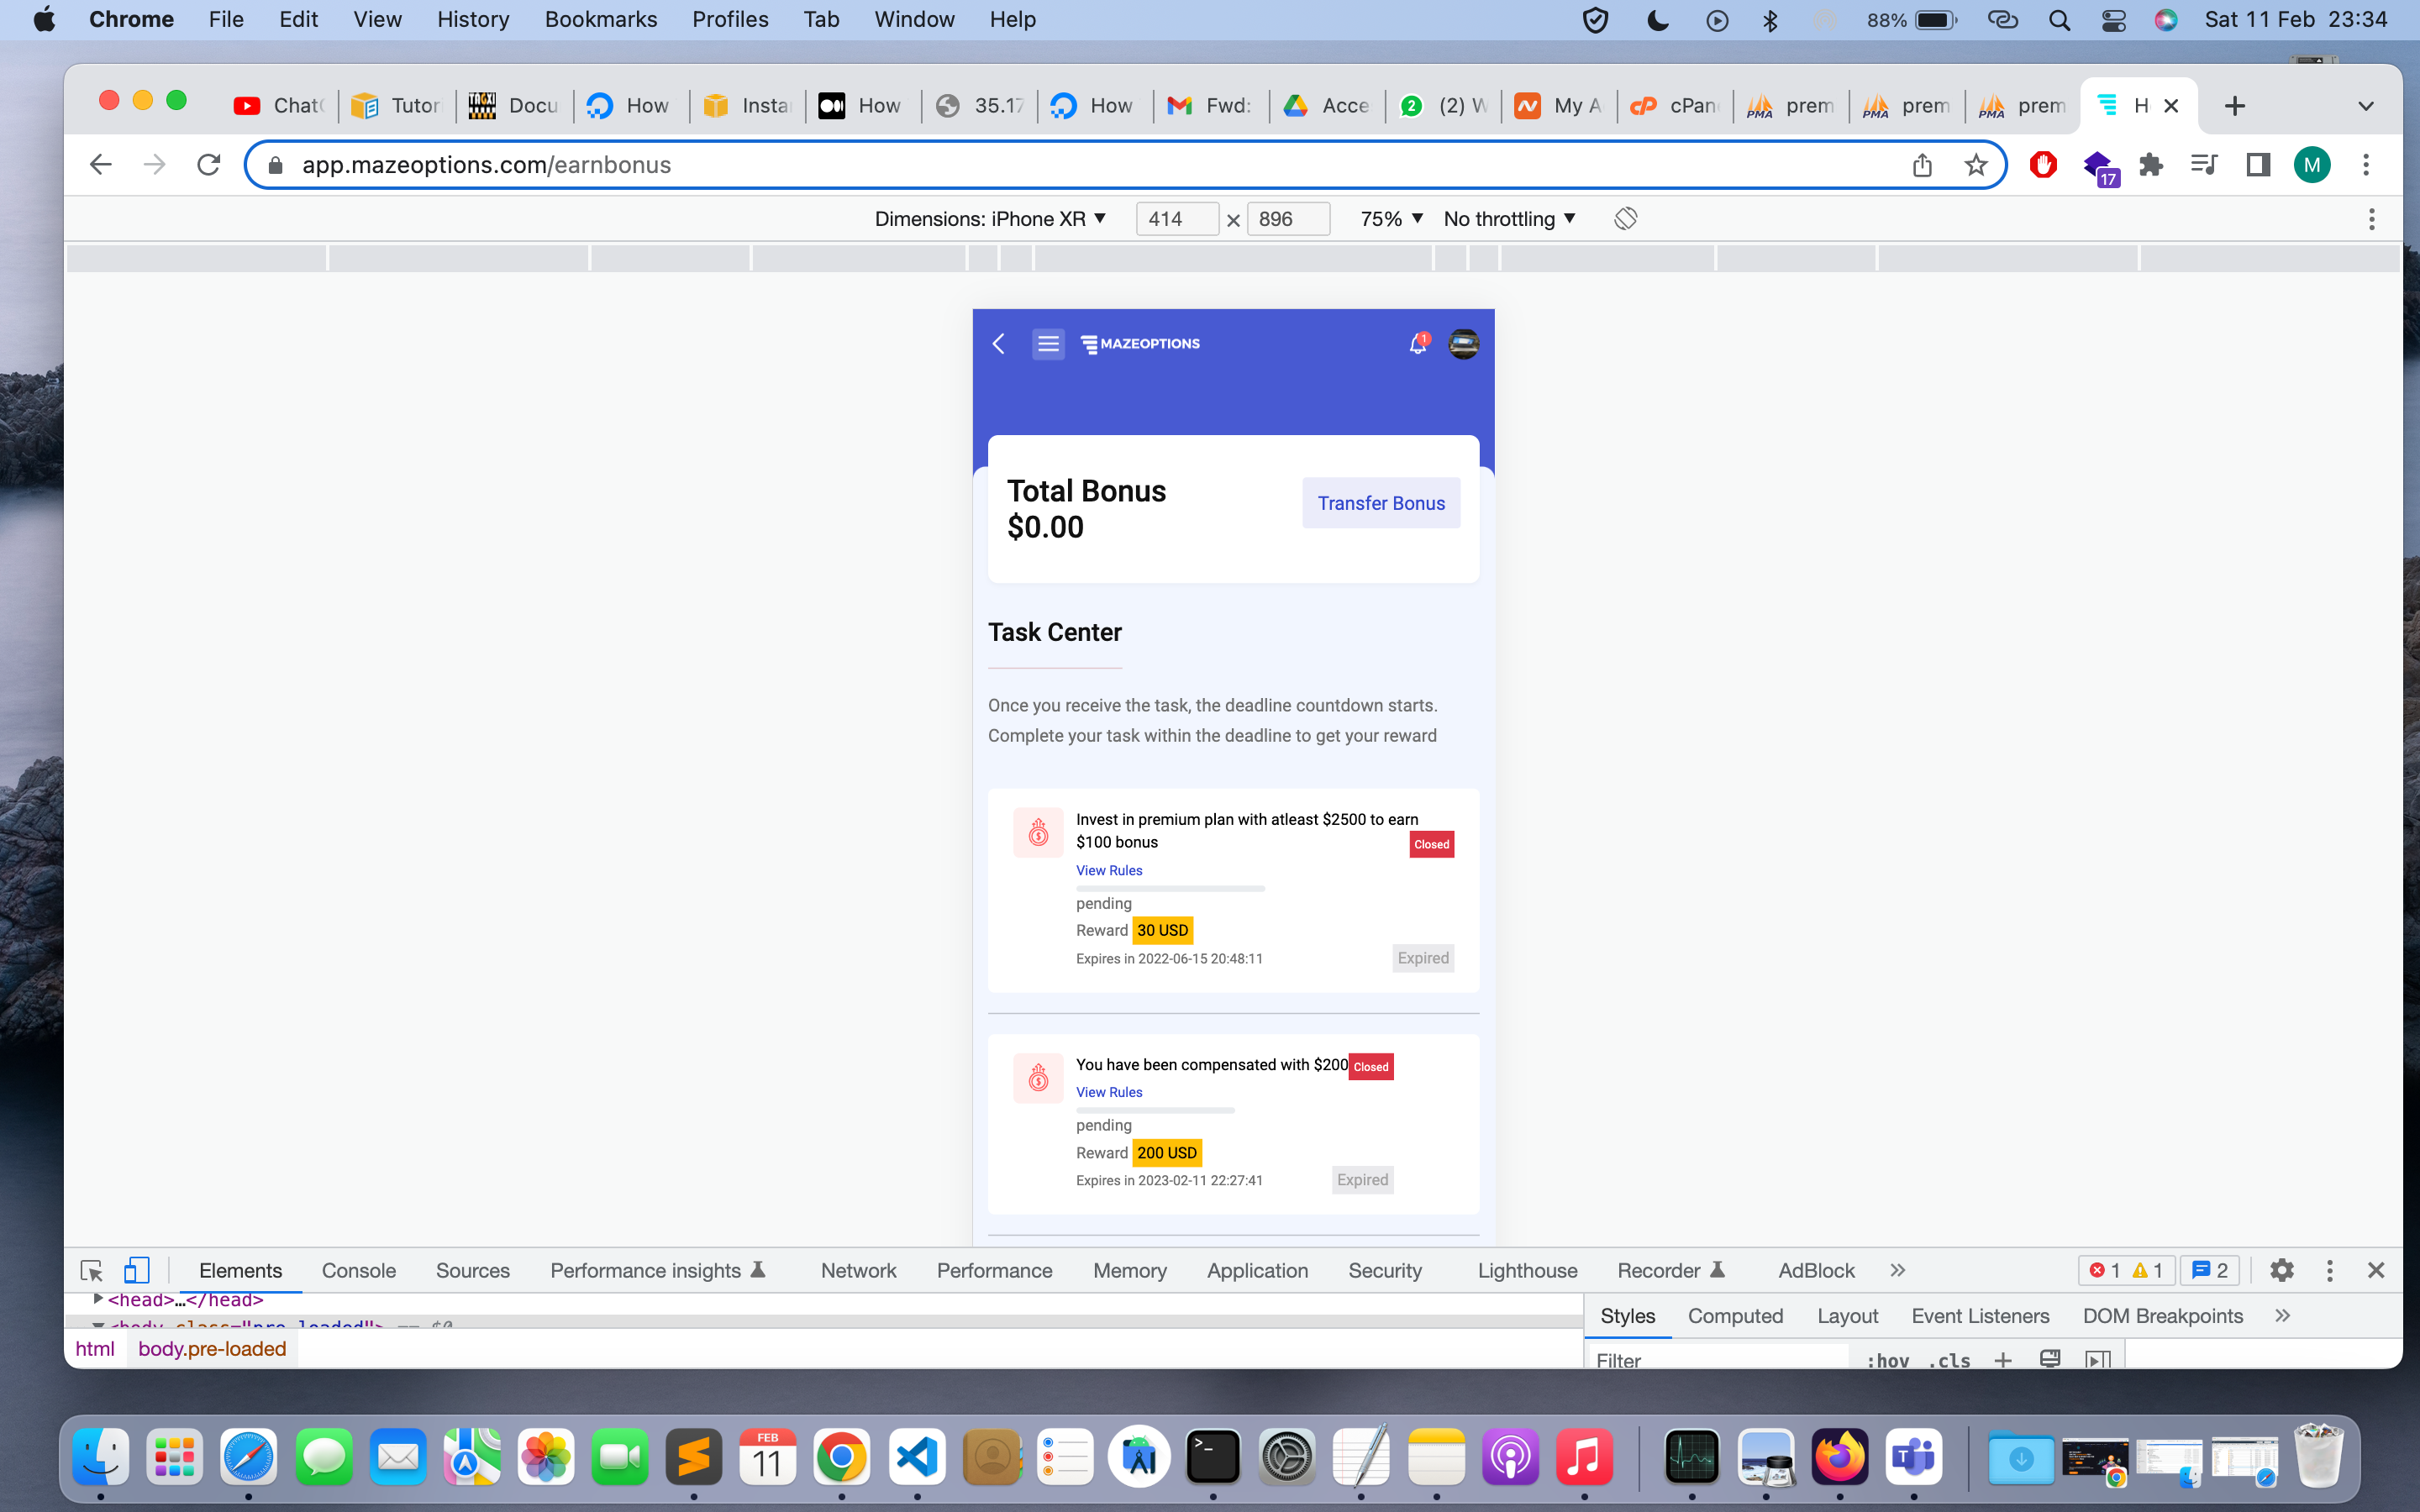 Chrome File Edit View History Bookmarks Profiles Tab Window Help 88% Sat 11 Feb 23:34
Chat Tutor Docu How Insta How 35.17 How Fwd: Acce 2 (2) My A cPan prem prem prem H
app.mazeoptions.com/earnbonus 17 M
Dimensions: iPhone XR 414 × 896 75% No throttling
MAZEOPTIONS 1
Total Bonus
$0.00
Transfer Bonus
Task Center
Once you receive the task, the deadline countdown starts.
Complete your task within the deadline to get your reward
Invest in premium plan with atleast $2500 to earn
$100 bonus
Closed
View Rules
pending
Reward 30 USD
Expires in 2022-06-15 20:48:11 Expired
You have been compensated with $200 Closed
View Rules
pending
Reward 200 USD
Expires in 2023-02-11 22:27:41 Expired
Elements Console Sources Performance insights Network Performance Memory Application Security Lighthouse Recorder AdBlock » 1 1 2
<head>…</head>
<body class="pre-loaded"> == $0
html body.pre-loaded
Styles Computed Layout Event Listeners DOM Breakpoints »
Filter :hov .cls +
FEB
11